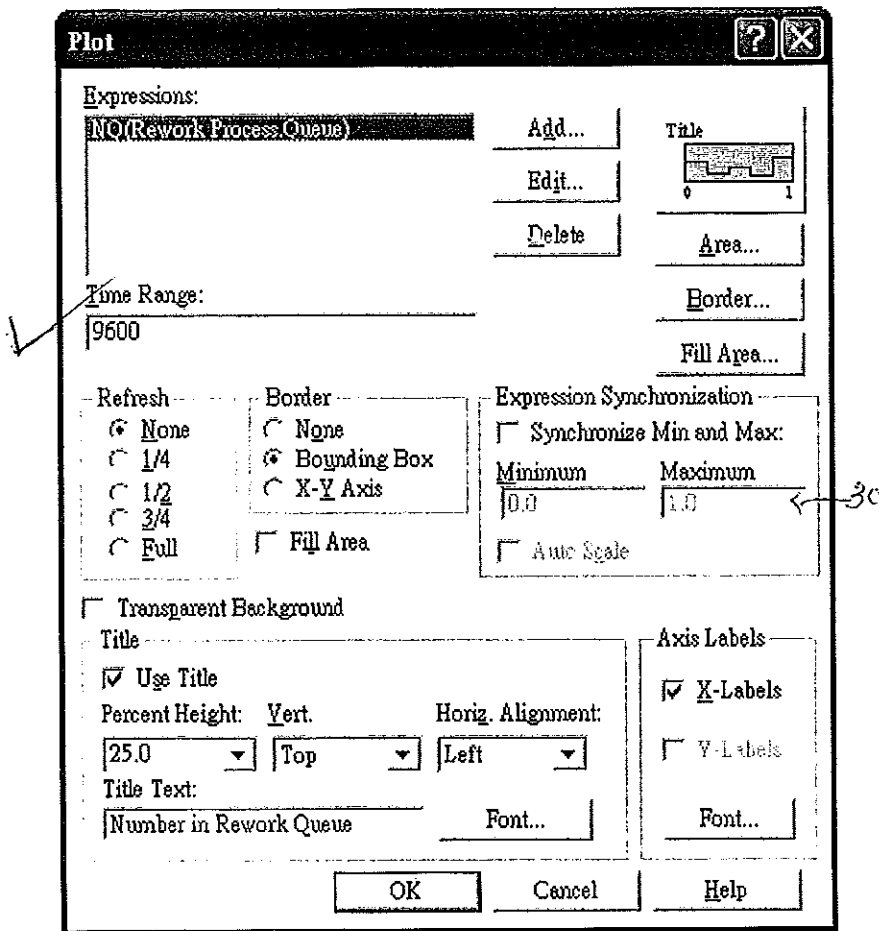 Plot
Expressions:
NQ(Rework Process Queue)
Add...
Edit...
Delete
Title
0 1
Area...
Border...
Fill Area...
Time Range:
9600
Refresh
None
1/4
1/2
3/4
Full
Border
None
Bounding Box
X-Y Axis
Fill Area
Expression Synchronization
Synchronize Min and Max:
Minimum Maximum
0.0 1.0
Auto Scale
Transparent Background
Title
Use Title
Percent Height: Vert. Horiz. Alignment:
25.0 Top Left
Title Text:
Number in Rework Queue
Font...
Axis Labels
X-Labels
Y-Labels
Font...
OK Cancel Help